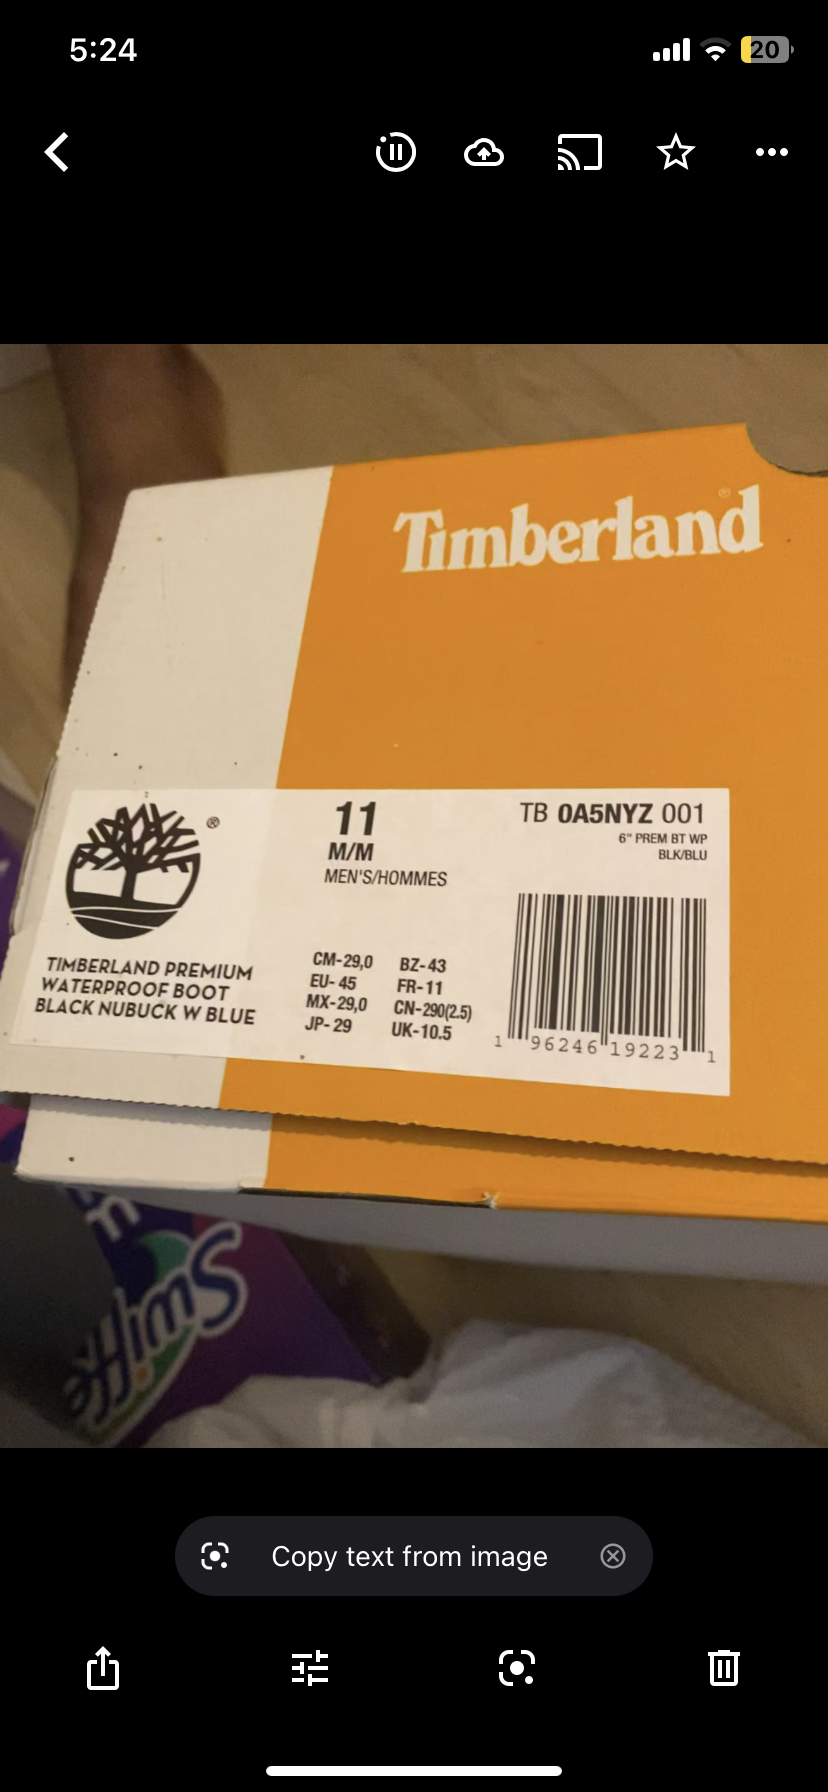 5:24
20
Timberland®
®
11
M/M
MEN'S/HOMMES
TB 0A5NYZ 001
6" PREM BT WP
BLK/BLU
TIMBERLAND PREMIUM
WATERPROOF BOOT
BLACK NUBUCK W BLUE
CM-29,0 BZ-43
EU-45 FR-11
MX-29,0 CN-290(2.5)
JP-29 UK-10.5
1 96246 19223 1
Swiffe
Copy text from image